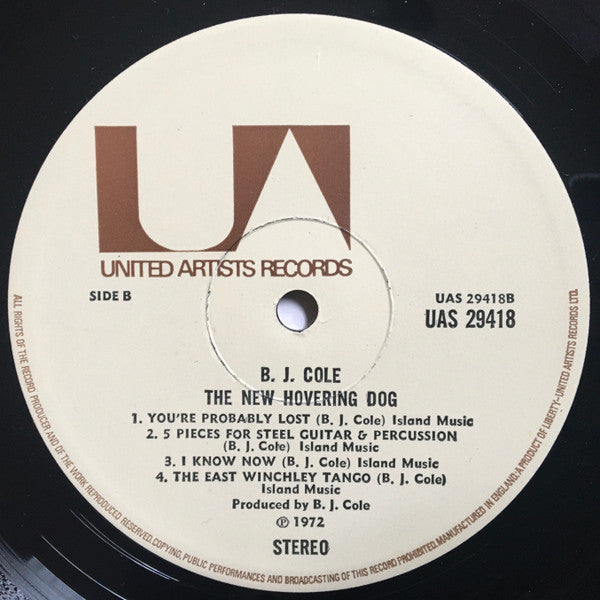 UA
UNITED ARTISTS RECORDS
SIDE B
UAS 29418B
UAS 29418
B. J. COLE
THE NEW HOVERING DOG
1. YOU'RE PROBABLY LOST (B. J. Cole) Island Music
2. 5 PIECES FOR STEEL GUITAR & PERCUSSION
(B. J. Cole) Island Music
3. I KNOW NOW (B. J. Cole) Island Music
4. THE EAST WINCHLEY TANGO (B. J. Cole)
Island Music
Produced by B. J. Cole
Ⓟ 1972
STEREO
ALL RIGHTS OF THE RECORD PRODUCER AND OF THE WORK REPRODUCED RESERVED. COPYING, PUBLIC PERFORMANCES AND BROADCASTING OF THIS RECORD PROHIBITED. MANUFACTURED IN ENGLAND. A PRODUCT OF LIBERTY-UNITED ARTISTS RECORDS LTD.